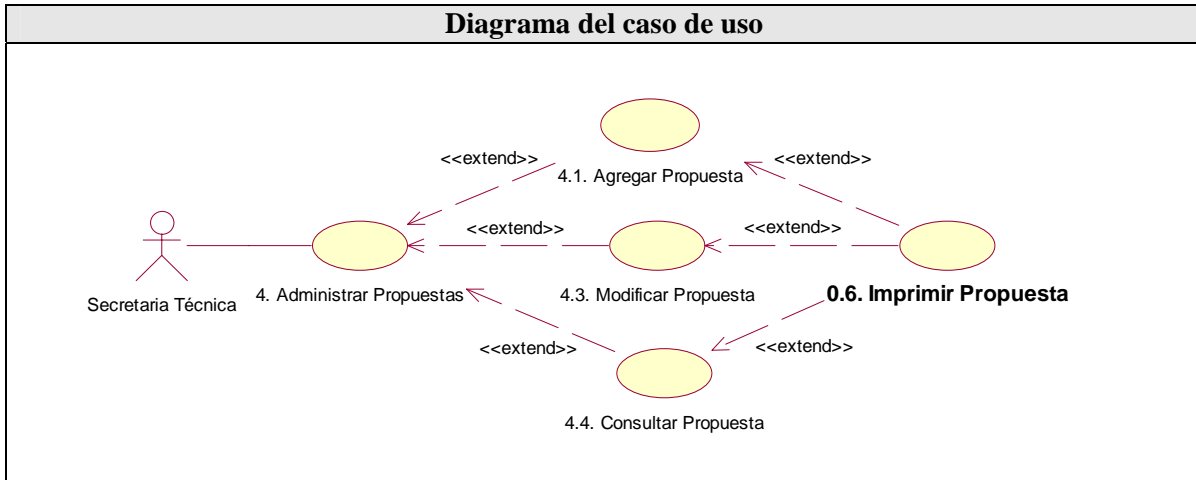 Diagrama del caso de uso
<<extend>>
<<extend>>
4.1. Agregar Propuesta
<<extend>>
<<extend>>
Secretaria Técnica
4. Administrar Propuestas
4.3. Modificar Propuesta
0.6. Imprimir Propuesta
<<extend>>
<<extend>>
4.4. Consultar Propuesta